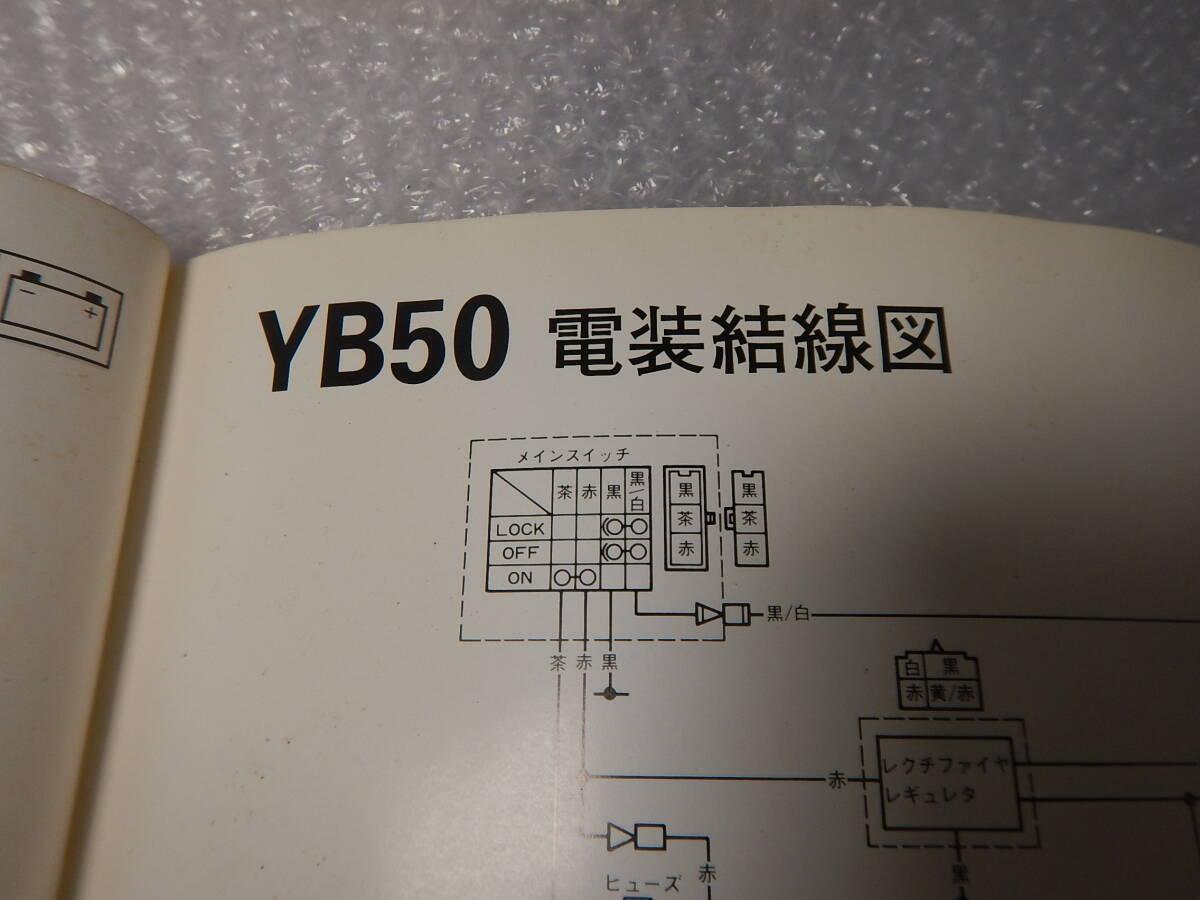 YB50 電装結線図
メインスイッチ
茶 赤 黒 黒/白
LOCK
OFF
ON
黒
茶
赤
黒
茶
赤
黒/白
茶 赤 黒
白 黒
赤 黄/赤
レクチファイヤ
レギュレタ
赤
赤
ヒューズ
黒
- +